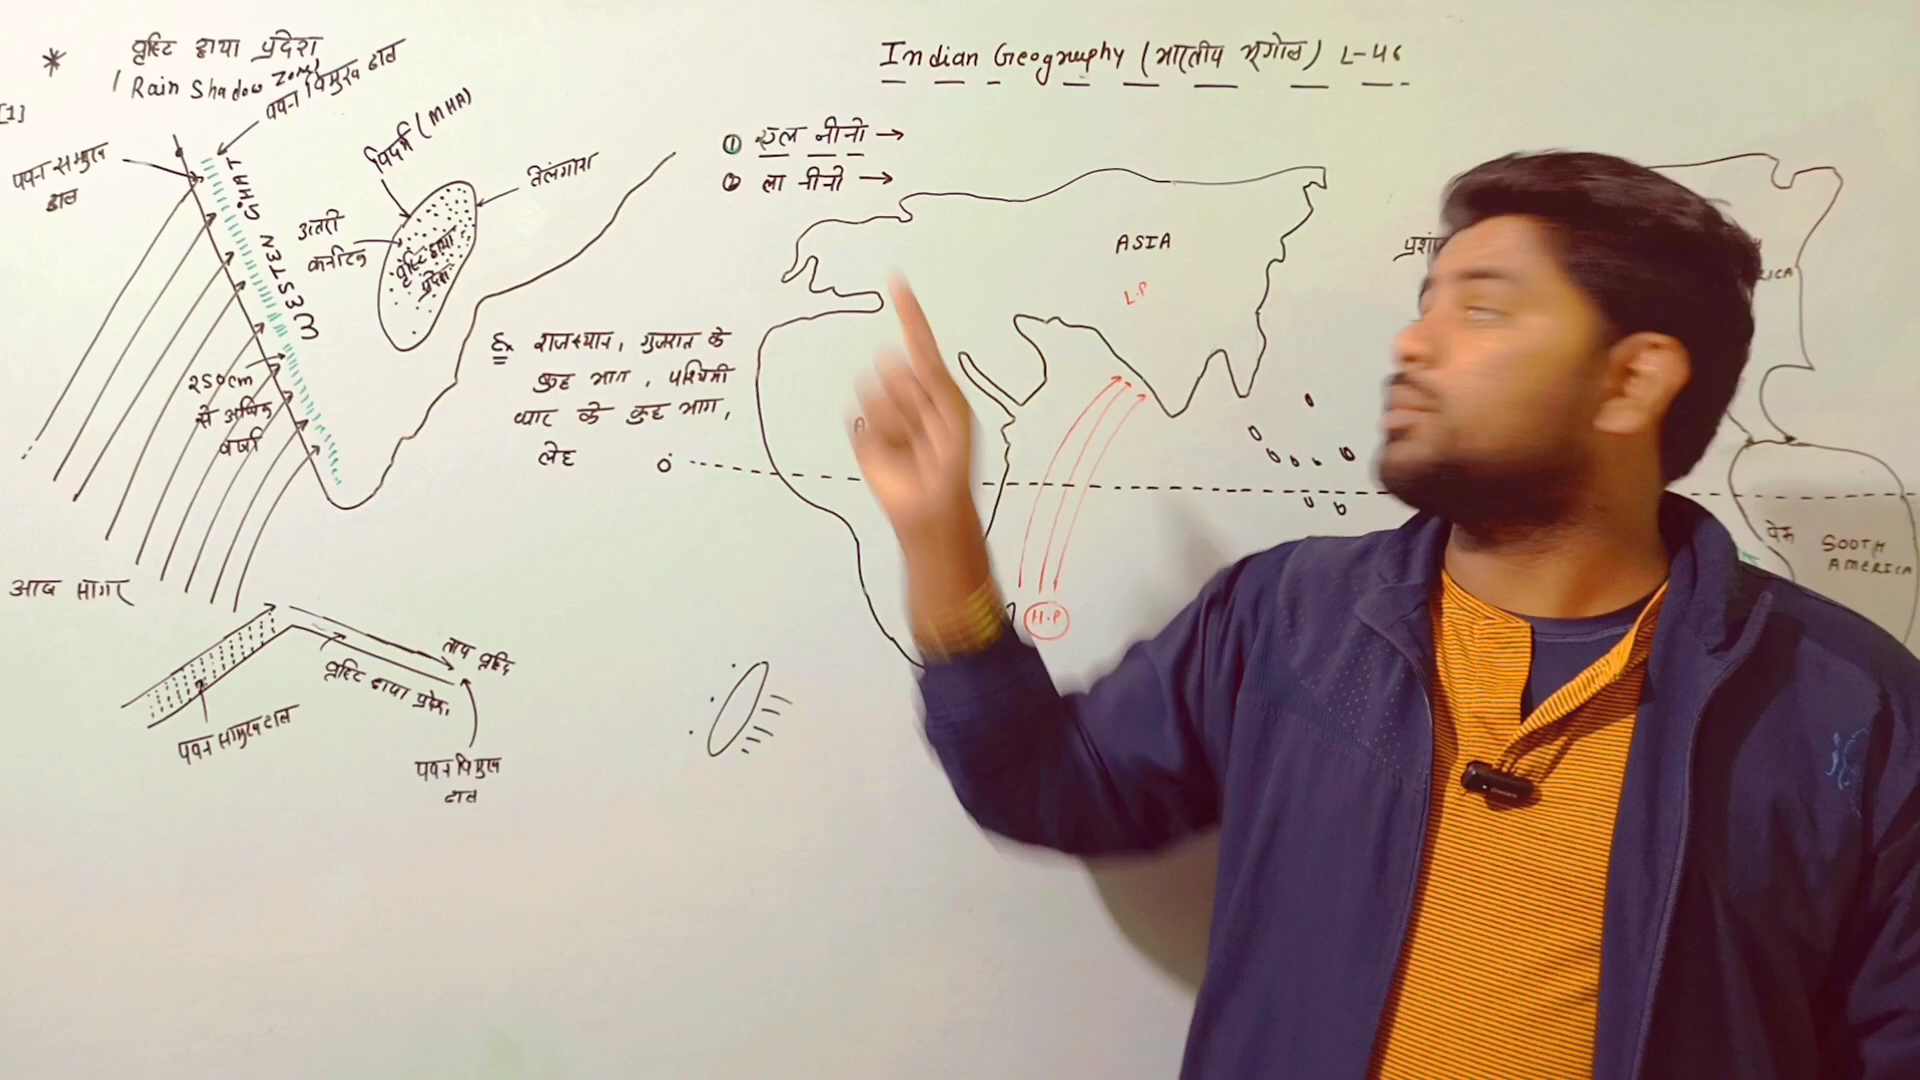 * वृष्टि छाया प्रदेश
(Rain Shadow Zone)
[1]
पवन विमुख ढाल
पवन सम्मुख
ढाल
WESTERN GHAT
विदर्भ (MHA)
तेलंगाना
उत्तरी
कर्नाटक
वृष्टि छाया
प्रदेश
250cm
से अधिक
वर्षा
अरब सागर
ताप वृद्धि
वृष्टि छाया प्रदेश
पवन सम्मुख ढाल
पवन विमुख
ढाल
Indian Geography (भारतीय भूगोल) L-46
① एल नीनो →
② ला नीनो →
Ex राजस्थान, गुजरात के
कुछ भाग, पश्चिमी
घाट के कुछ भाग,
लेह
0°
ASIA
L.P
A
H.P
पेरू
SOUTH
AMERICA